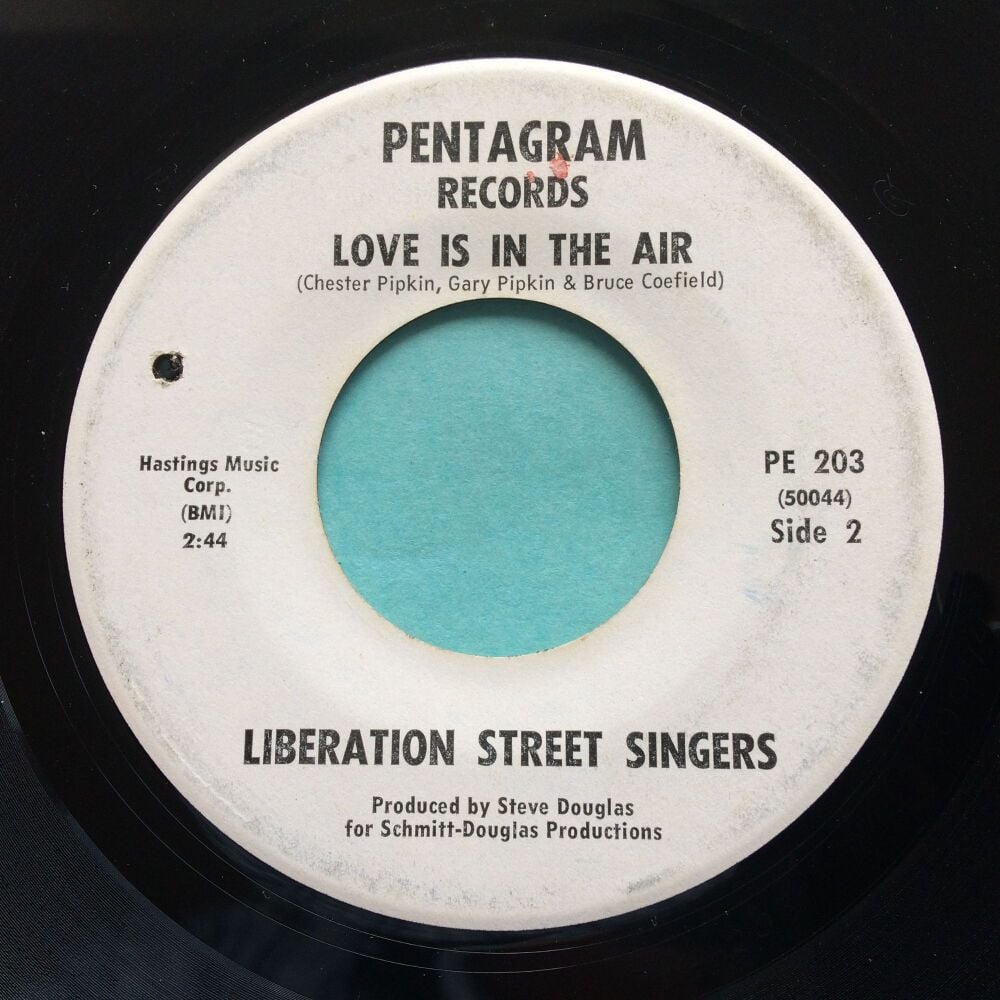 PENTAGRAM
RECORDS
LOVE IS IN THE AIR
(Chester Pipkin, Gary Pipkin & Bruce Coefield)
Hastings Music
Corp.
(BMI)
2:44
PE 203
(50044)
Side 2
LIBERATION STREET SINGERS
Produced by Steve Douglas
for Schmitt-Douglas Productions